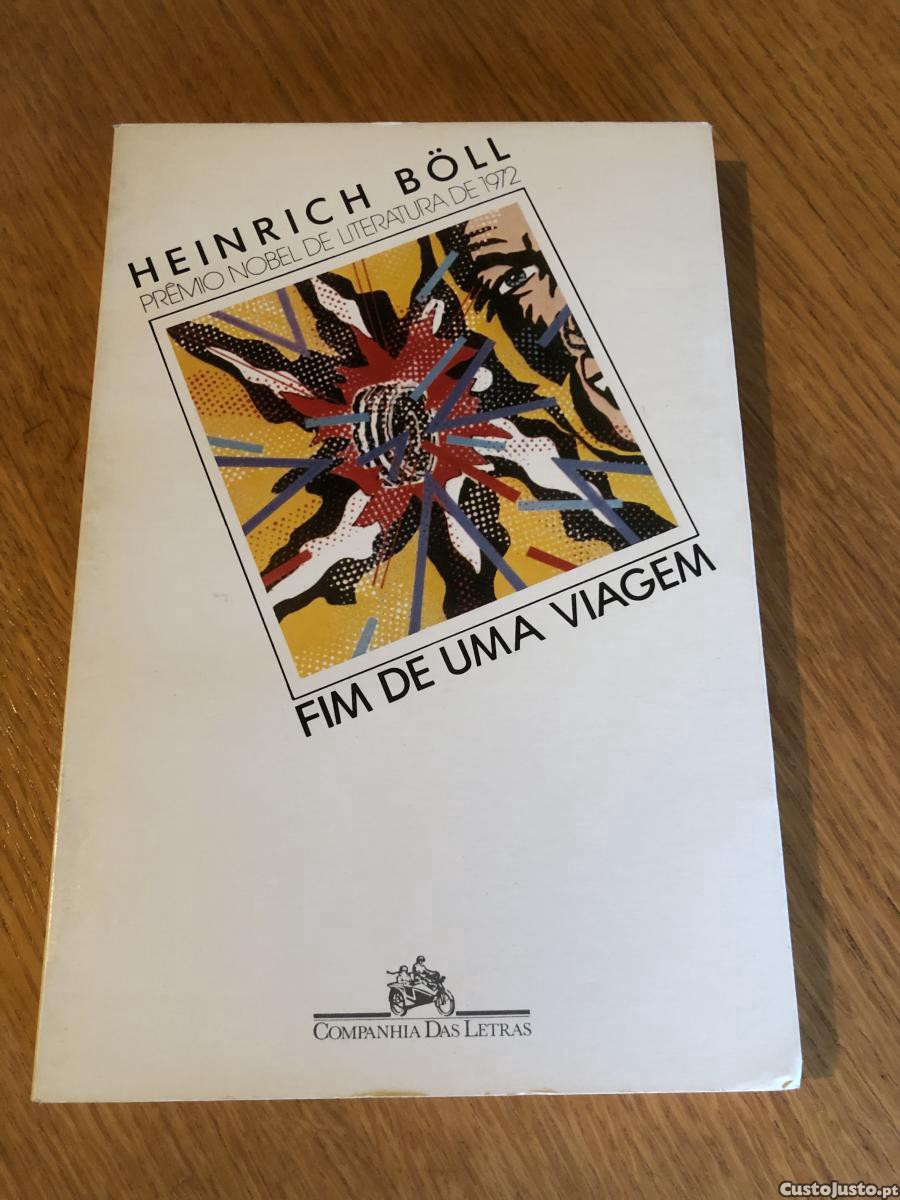 HEINRICH BÖLL
PRÊMIO NOBEL DE LITERATURA DE 1972
FIM DE UMA VIAGEM
COMPANHIA DAS LETRAS
CustoJusto.pt